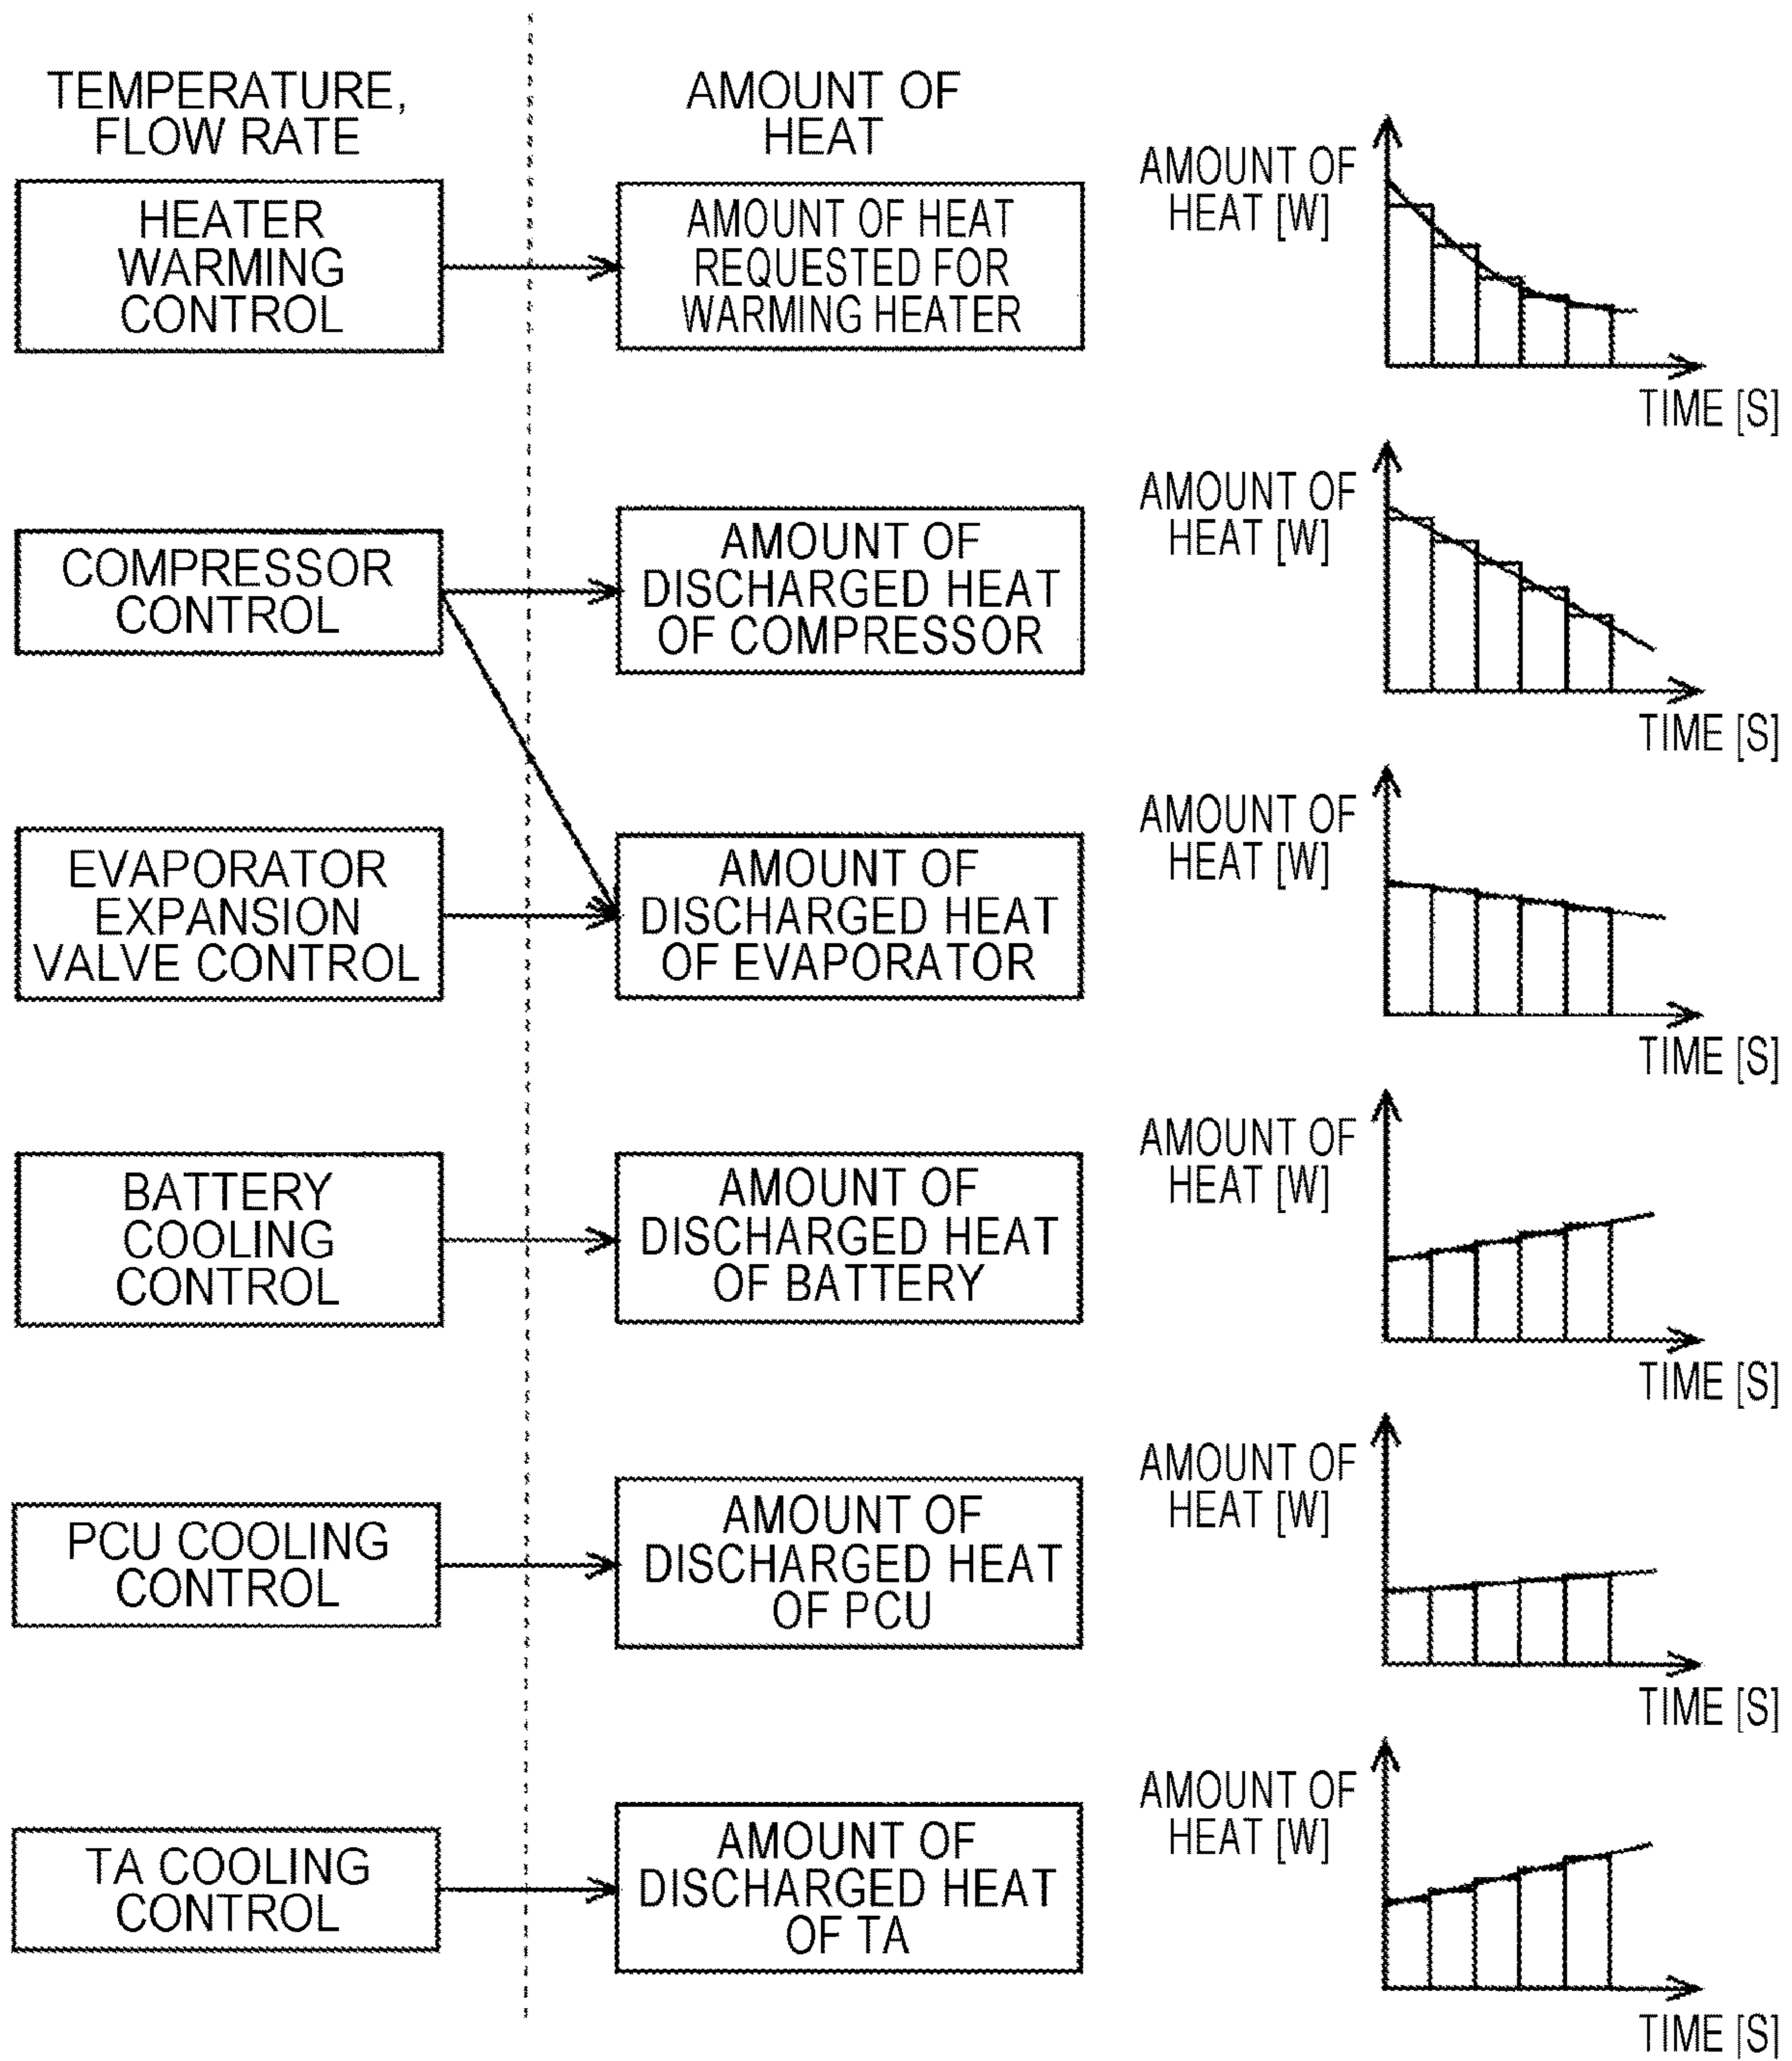 TEMPERATURE,
FLOW RATE
AMOUNT OF
HEAT
HEATER
WARMING
CONTROL
AMOUNT OF HEAT
REQUESTED FOR
WARMING HEATER
AMOUNT OF
HEAT [W]
TIME [S]
COMPRESSOR
CONTROL
AMOUNT OF
DISCHARGED HEAT
OF COMPRESSOR
AMOUNT OF
HEAT [W]
TIME [S]
EVAPORATOR
EXPANSION
VALVE CONTROL
AMOUNT OF
DISCHARGED HEAT
OF EVAPORATOR
AMOUNT OF
HEAT [W]
TIME [S]
BATTERY
COOLING
CONTROL
AMOUNT OF
DISCHARGED HEAT
OF BATTERY
AMOUNT OF
HEAT [W]
TIME [S]
PCU COOLING
CONTROL
AMOUNT OF
DISCHARGED HEAT
OF PCU
AMOUNT OF
HEAT [W]
TIME [S]
TA COOLING
CONTROL
AMOUNT OF
DISCHARGED HEAT
OF TA
AMOUNT OF
HEAT [W]
TIME [S]